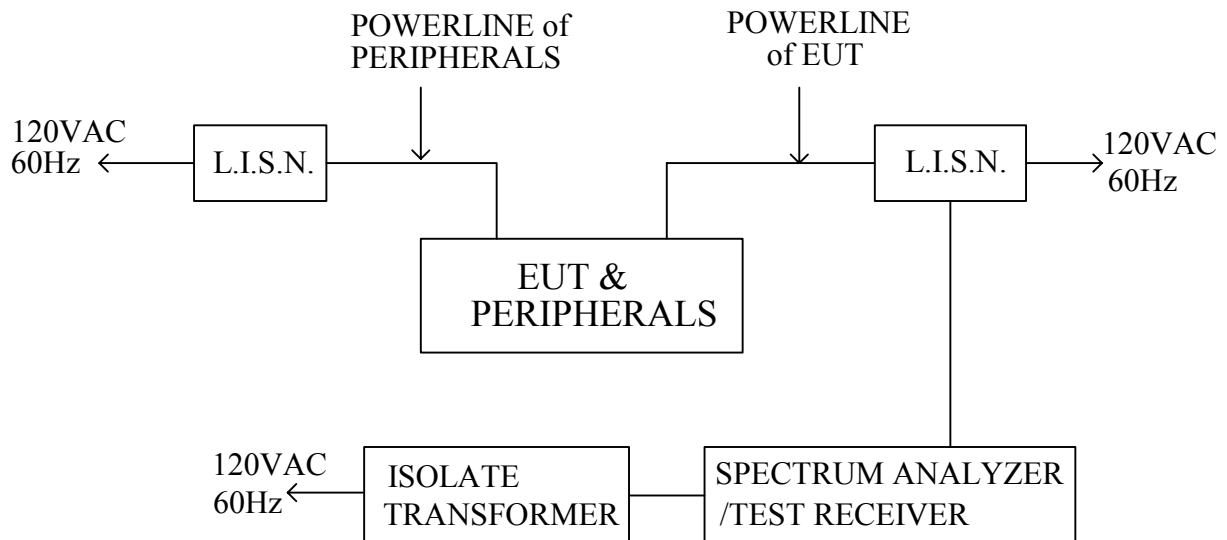 POWERLINE of
PERIPHERALS
POWERLINE
of EUT
120VAC
60Hz
L.I.S.N.
L.I.S.N.
120VAC
60Hz
EUT &
PERIPHERALS
120VAC
60Hz
ISOLATE
TRANSFORMER
SPECTRUM ANALYZER
/TEST RECEIVER